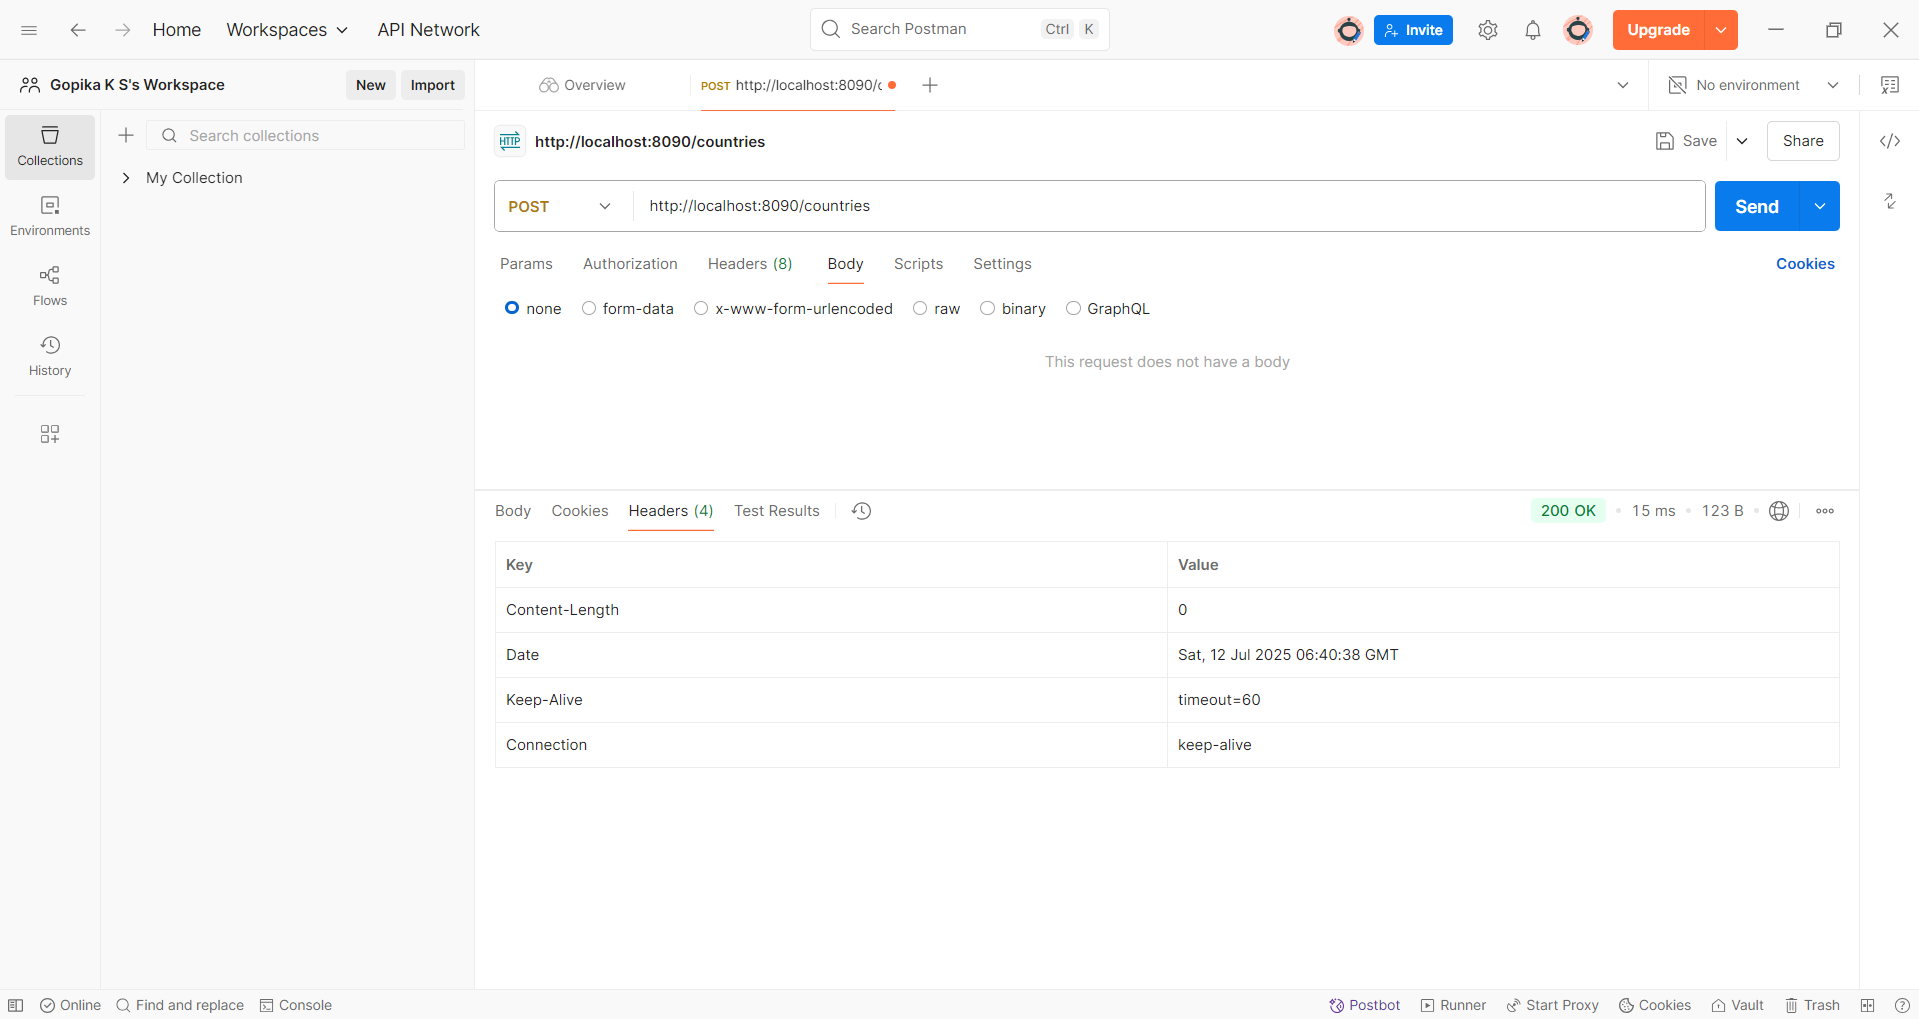 Home
Workspaces
API Network
Search Postman
Ctrl K
Invite
Upgrade
Gopika K S's Workspace
New
Import
Overview
POST http://localhost:8090/c
No environment
Collections
Search collections
http://localhost:8090/countries
Save
Share
My Collection
Environments
POST
http://localhost:8090/countries
Send
Params
Authorization
Headers (8)
Body
Scripts
Settings
Cookies
Flows
none
form-data
x-www-form-urlencoded
raw
binary
GraphQL
This request does not have a body
History
Body
Cookies
Headers (4)
Test Results
200 OK
15 ms
123 B
Key
Value
Content-Length
0
Date
Sat, 12 Jul 2025 06:40:38 GMT
Keep-Alive
timeout=60
Connection
keep-alive
Online
Find and replace
Console
Postbot
Runner
Start Proxy
Cookies
Vault
Trash